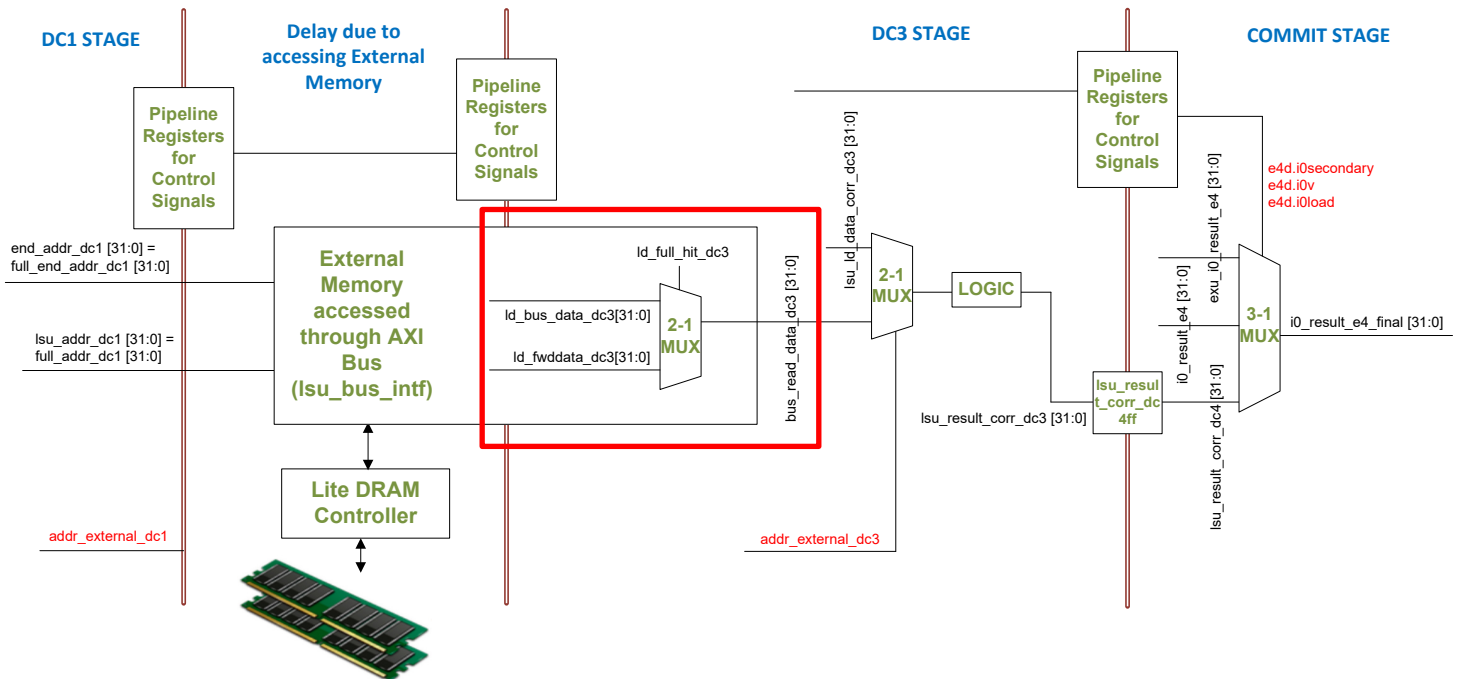 DC1 STAGE
Delay due to
accessing External
Memory
DC3 STAGE
COMMIT STAGE
Pipeline
Registers
for
Control
Signals
Pipeline
Registers
for
Control
Signals
Pipeline
Registers
for
Control
Signals
e4d.i0secondary
e4d.i0v
e4d.i0load
end_addr_dc1 [31:0] =
full_end_addr_dc1 [31:0]
lsu_addr_dc1 [31:0] =
full_addr_dc1 [31:0]
External
Memory
accessed
through AXI
Bus
(lsu_bus_intf)
ld_full_hit_dc3
ld_bus_data_dc3[31:0]
ld_fwddata_dc3[31:0]
2-1
MUX
bus_read_data_dc3 [31:0]
lsu_ld_data_corr_dc3 [31:0]
2-1
MUX
LOGIC
lsu_result_corr_dc3 [31:0]
lsu_resul
t_corr_dc
4ff
exu_i0_result_e4 [31:0]
i0_result_e4 [31:0]
lsu_result_corr_dc4 [31:0]
3-1
MUX
i0_result_e4_final [31:0]
Lite DRAM
Controller
addr_external_dc1
addr_external_dc3